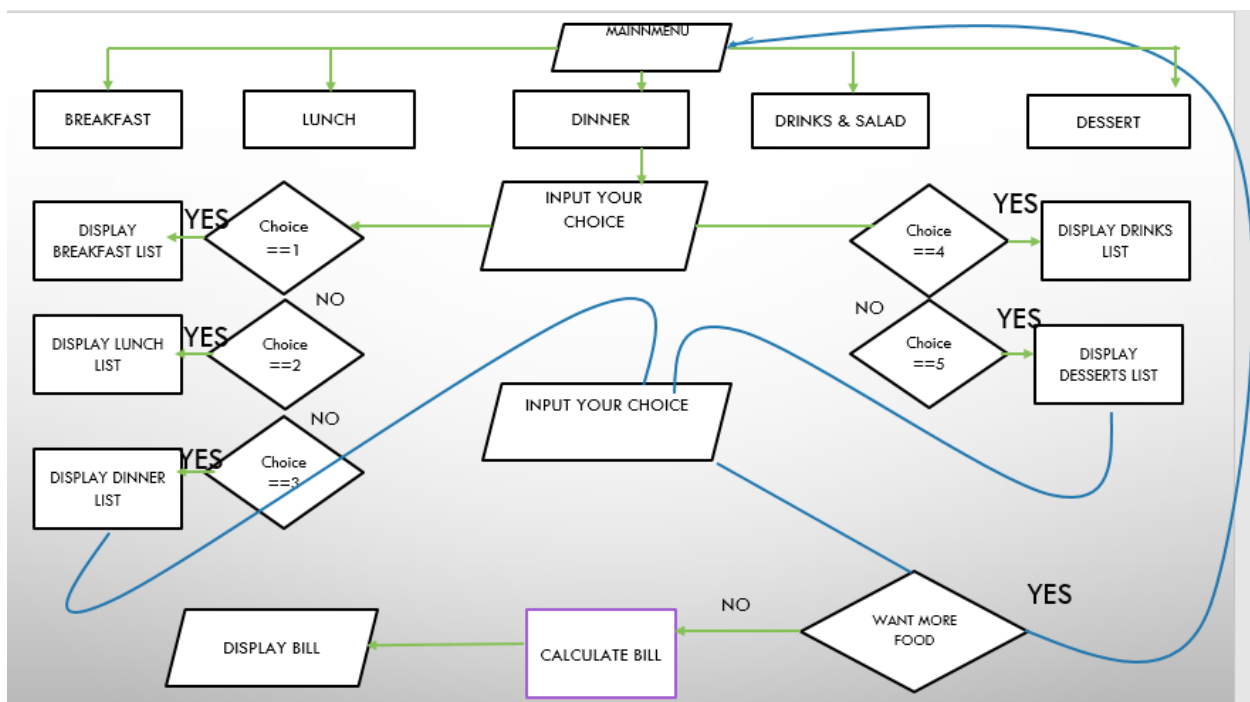 MAINNMENU
BREAKFAST
LUNCH
DINNER
DRINKS & SALAD
DESSERT
INPUT YOUR
CHOICE
DISPLAY
BREAKFAST LIST
YES
Choice
==1
Choice
==4
YES
DISPLAY DRINKS
LIST
NO
NO
DISPLAY LUNCH
LIST
YES
Choice
==2
Choice
==5
YES
DISPLAY
DESSERTS LIST
INPUT YOUR CHOICE
NO
DISPLAY DINNER
LIST
YES
Choice
==3
WANT MORE
FOOD
YES
NO
CALCULATE BILL
DISPLAY BILL